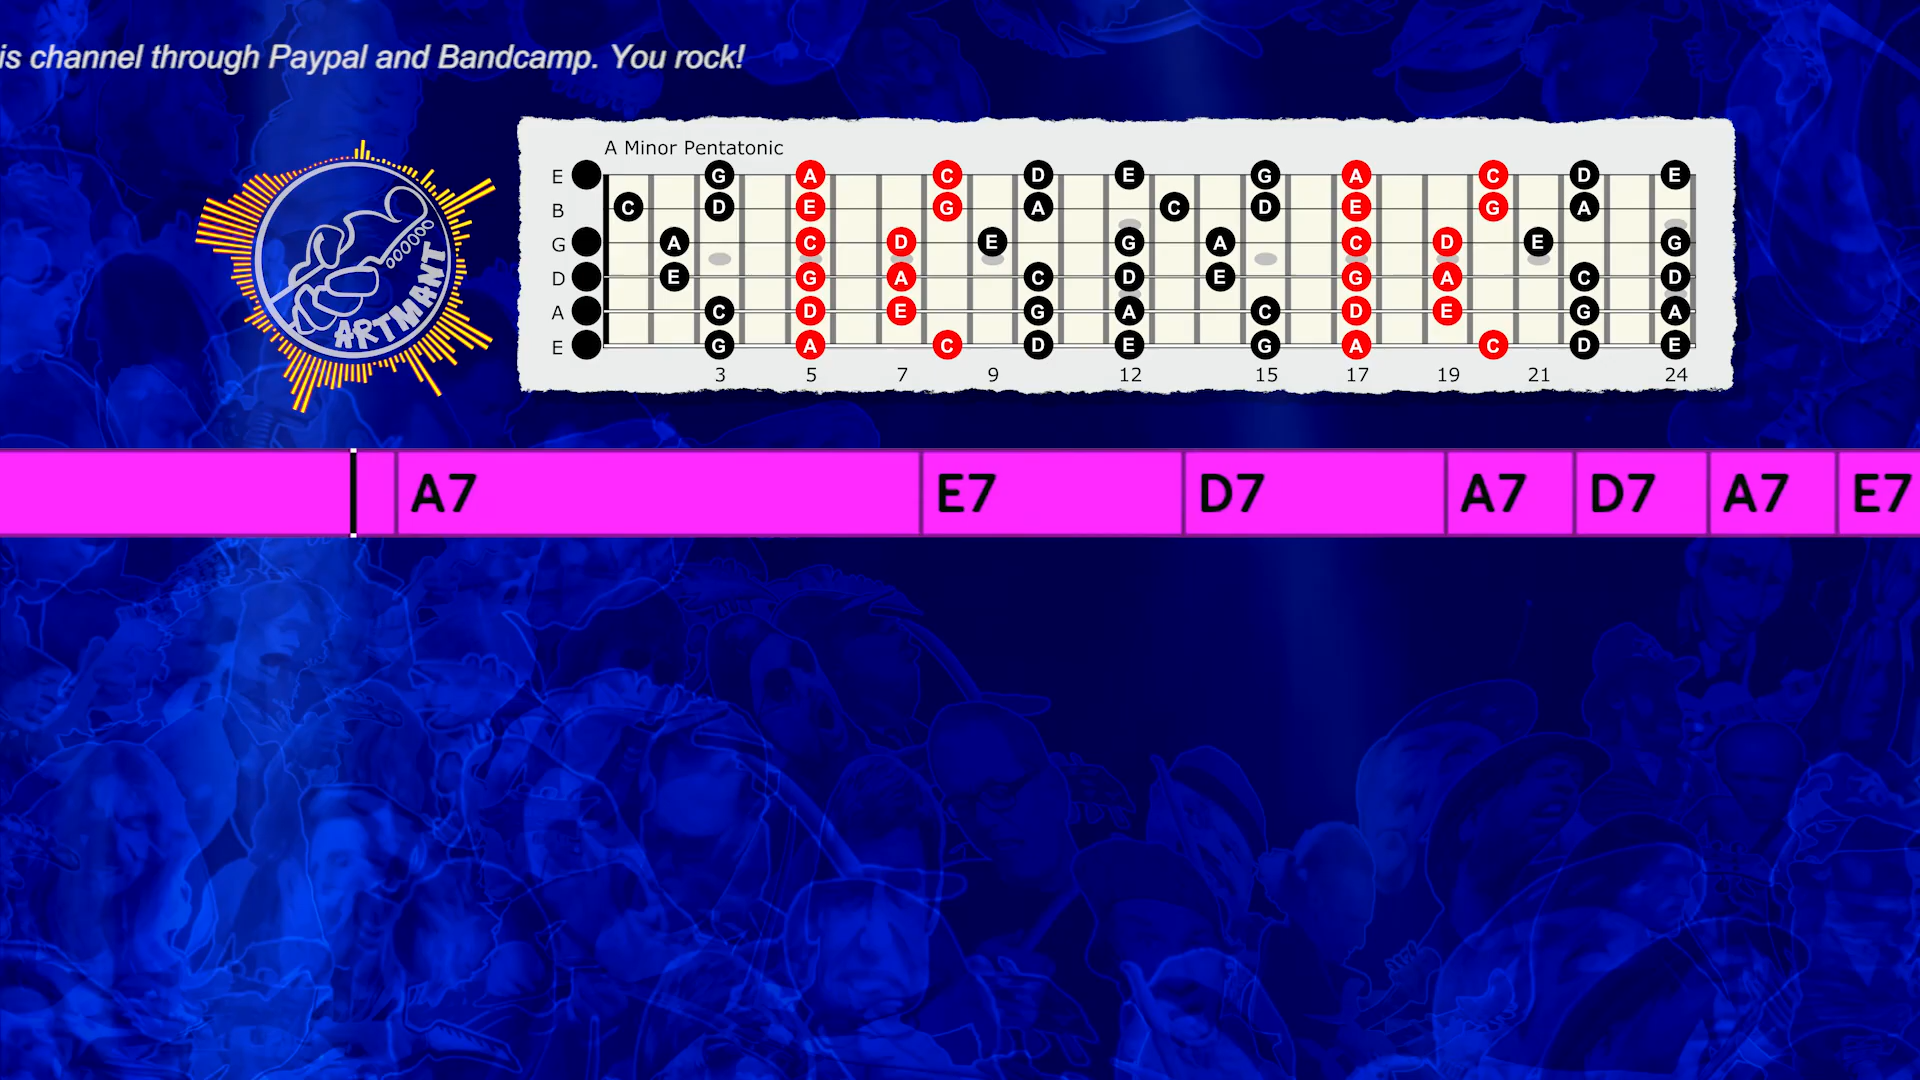 is channel through Paypal and Bandcamp. You rock!
A Minor Pentatonic
E G A C D E G A C D E
B C D E G A C D E G A
G A C D E G A C D E G
D E G A C D E G A C D
A C D E G A C D E G A
E G A C D E G A C D E
3 5 7 9 12 15 17 19 21 24
ARTMANT
A7 E7 D7 A7 D7 A7 E7